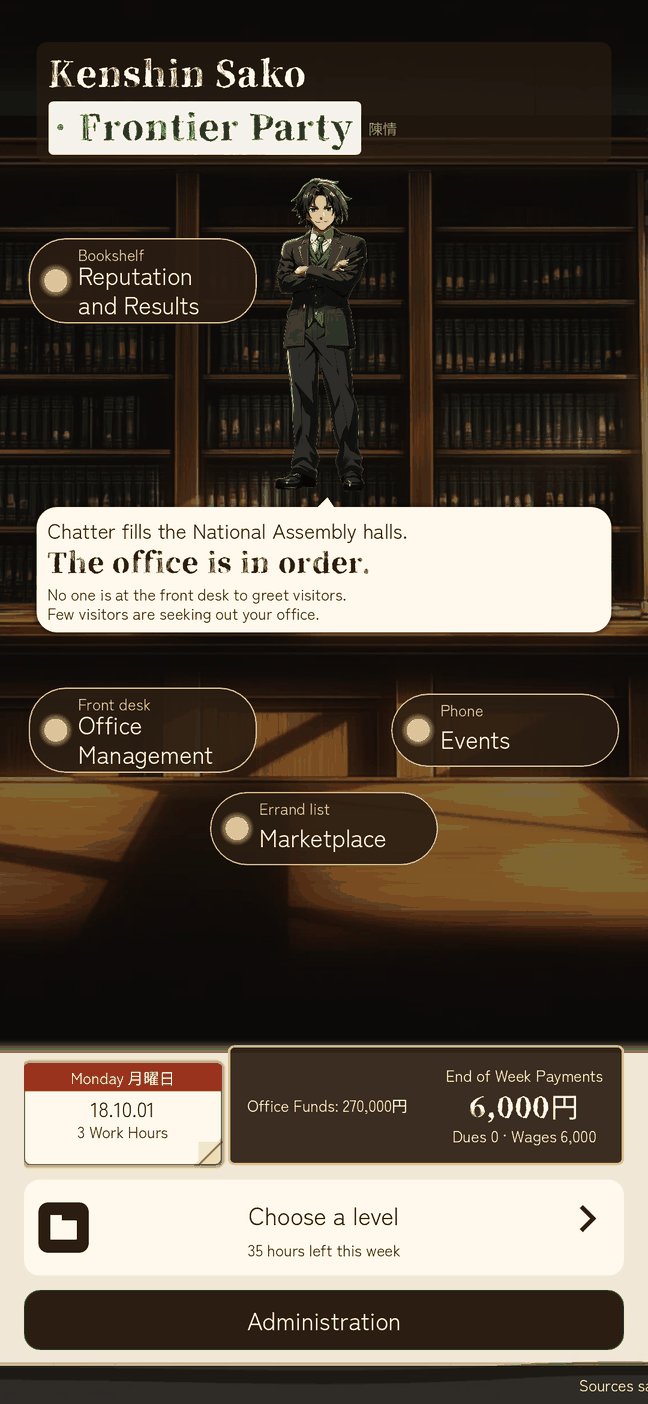 Kenshin Sako
· Frontier Party 陳情
Bookshelf
Reputation
and Results
Chatter fills the National Assembly halls.
The office is in order.
No one is at the front desk to greet visitors.
Few visitors are seeking out your office.
Front desk
Office
Management
Phone
Events
Errand list
Marketplace
Monday 月曜日
18.10.01
3 Work Hours
Office Funds: 270,000円
End of Week Payments
6,000円
Dues 0 · Wages 6,000
Choose a level
35 hours left this week
Administration
Sources sa